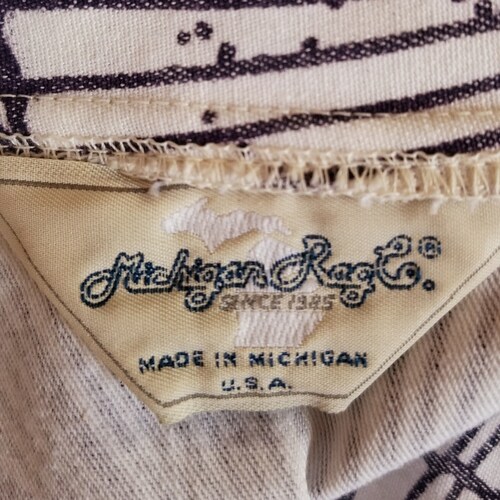 Michigan Rag Co.®
SINCE 1985
MADE IN MICHIGAN
U.S.A.